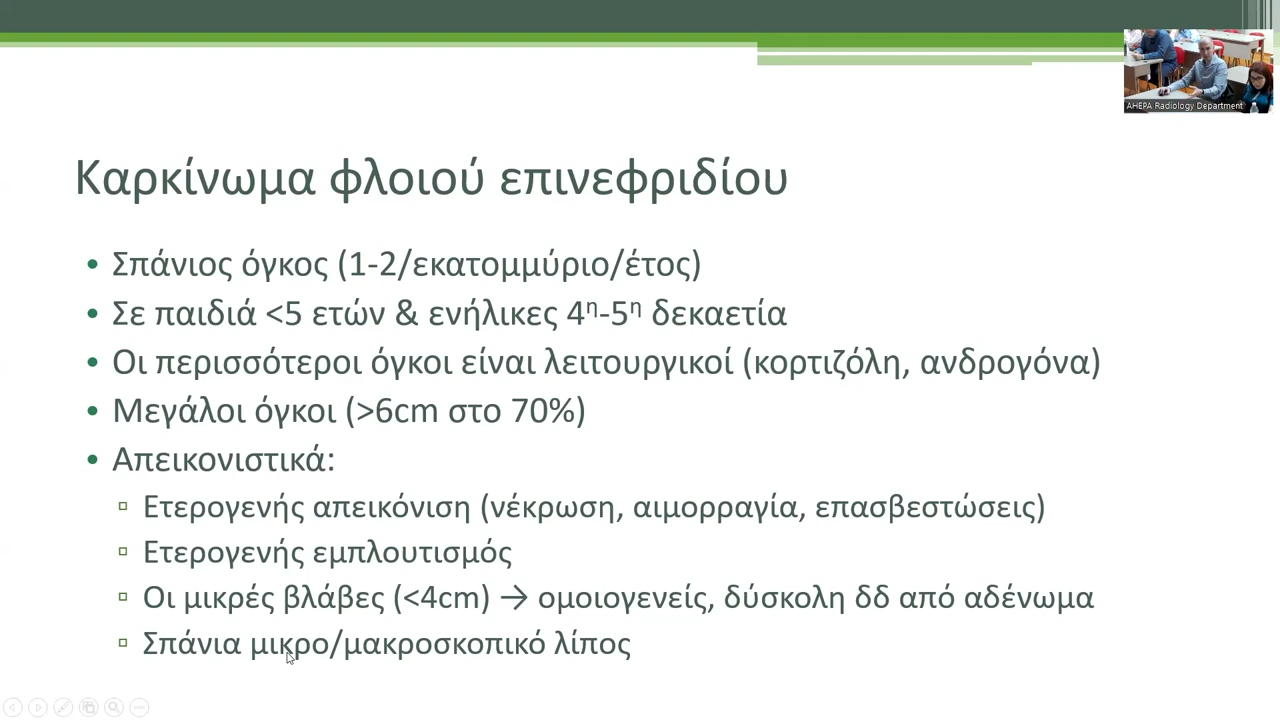 AHEPA Radiology Department
Καρκίνωμα φλοιού επινεφριδίου
• Σπάνιος όγκος (1-2/εκατομμύριο/έτος)
• Σε παιδιά <5 ετών & ενήλικες 4η-5η δεκαετία
• Οι περισσότεροι όγκοι είναι λειτουργικοί (κορτιζόλη, ανδρογόνα)
• Μεγάλοι όγκοι (>6cm στο 70%)
• Απεικονιστικά:
▫ Ετερογενής απεικόνιση (νέκρωση, αιμορραγία, επασβεστώσεις)
▫ Ετερογενής εμπλουτισμός
▫ Οι μικρές βλάβες (<4cm) → ομοιογενείς, δύσκολη δδ από αδένωμα
▫ Σπάνια μικρο/μακροσκοπικό λίπος